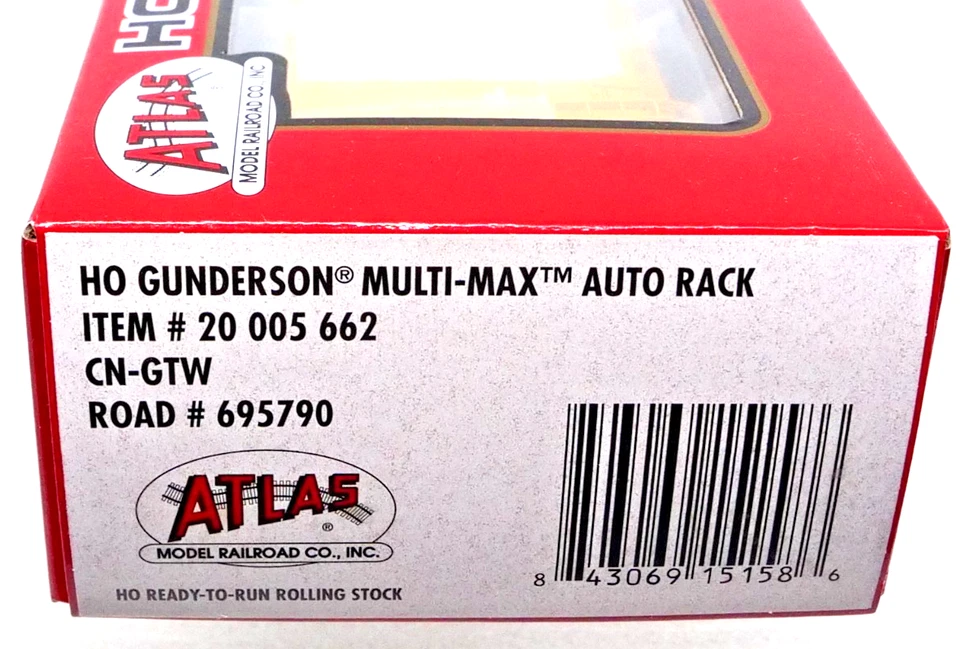 HO
ATLAS
MODEL RAILROAD CO., INC.
HO GUNDERSON® MULTI-MAX™ AUTO RACK
ITEM # 20 005 662
CN-GTW
ROAD # 695790
ATLAS
®
MODEL RAILROAD CO., INC.
HO READY-TO-RUN ROLLING STOCK
8 43069 15158 6